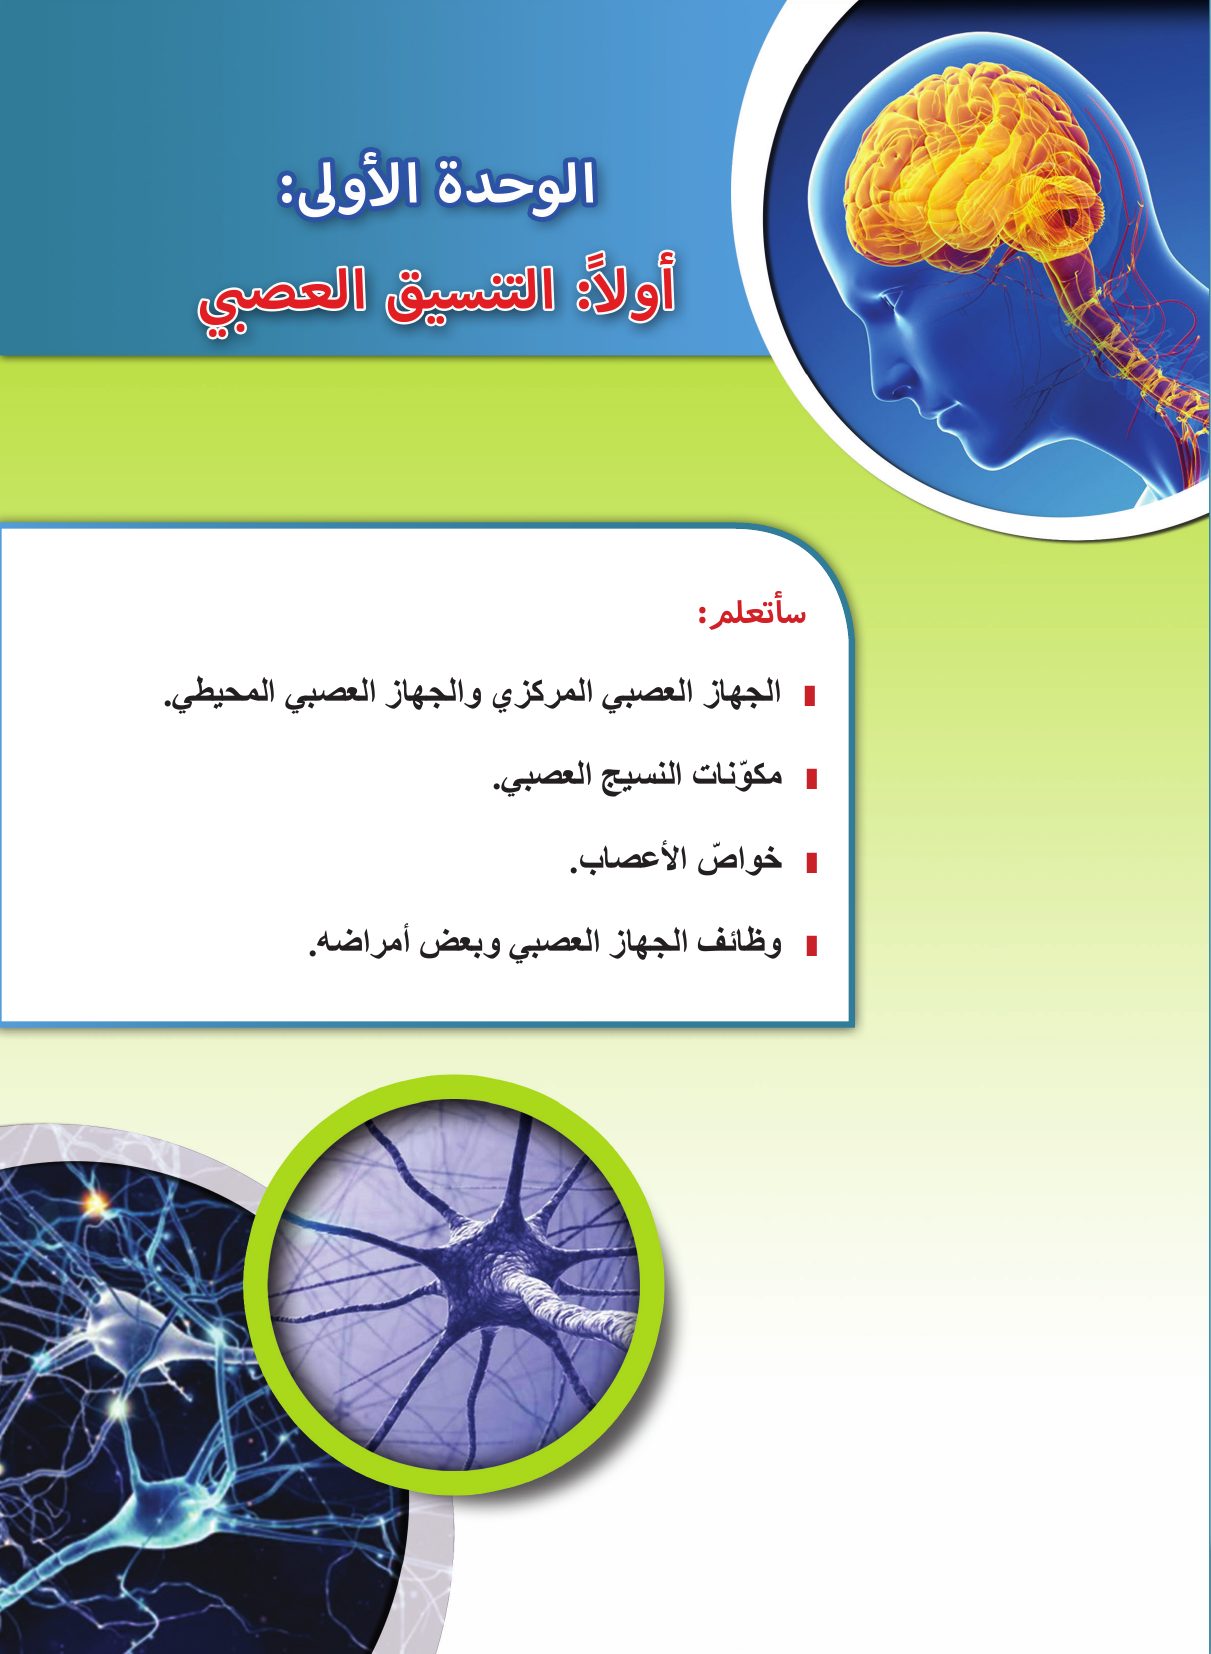 الوحدة الأولى:
أولاً: التنسيق العصبي
سأتعلم:
الجهاز العصبي المركزي والجهاز العصبي المحيطي.
مكوّنات النسيج العصبي.
خواصّ الأعصاب.
وظائف الجهاز العصبي وبعض أمراضه.